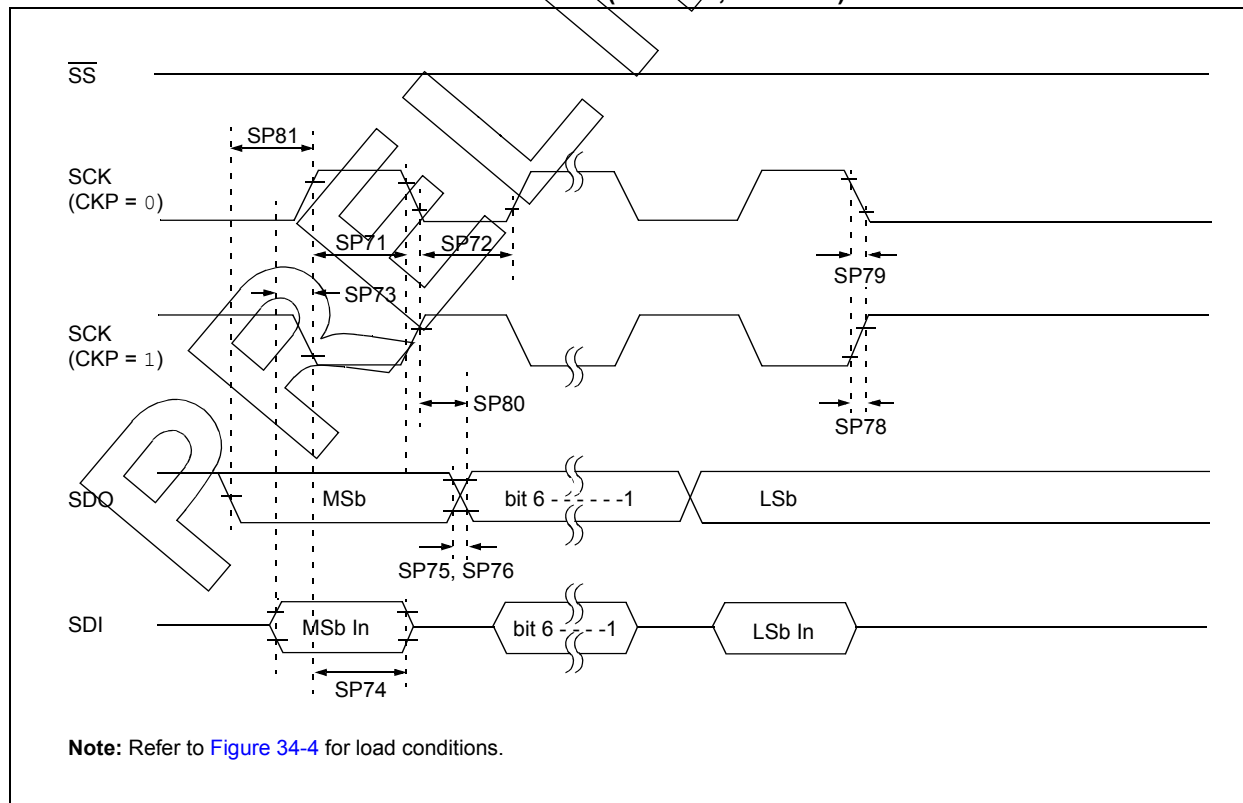 SS
SP81
SCK
(CKP = 0)
SP71
SP72
SP79
SP73
SCK
(CKP = 1)
SP80
SP78
SDO
MSb
bit 6 - - - - - -1
LSb
SP75, SP76
SDI
MSb In
bit 6 - - - -1
LSb In
SP74
Note: Refer to Figure 34-4 for load conditions.
PRELI